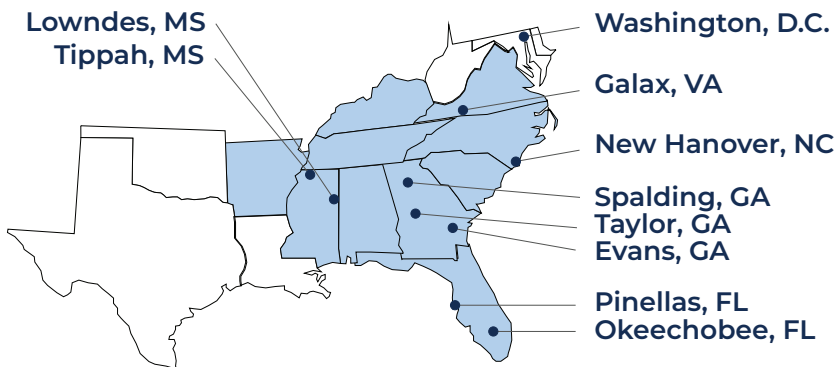 Lowndes, MS
Tippah, MS
Washington, D.C.
Galax, VA
New Hanover, NC
Spalding, GA
Taylor, GA
Evans, GA
Pinellas, FL
Okeechobee, FL